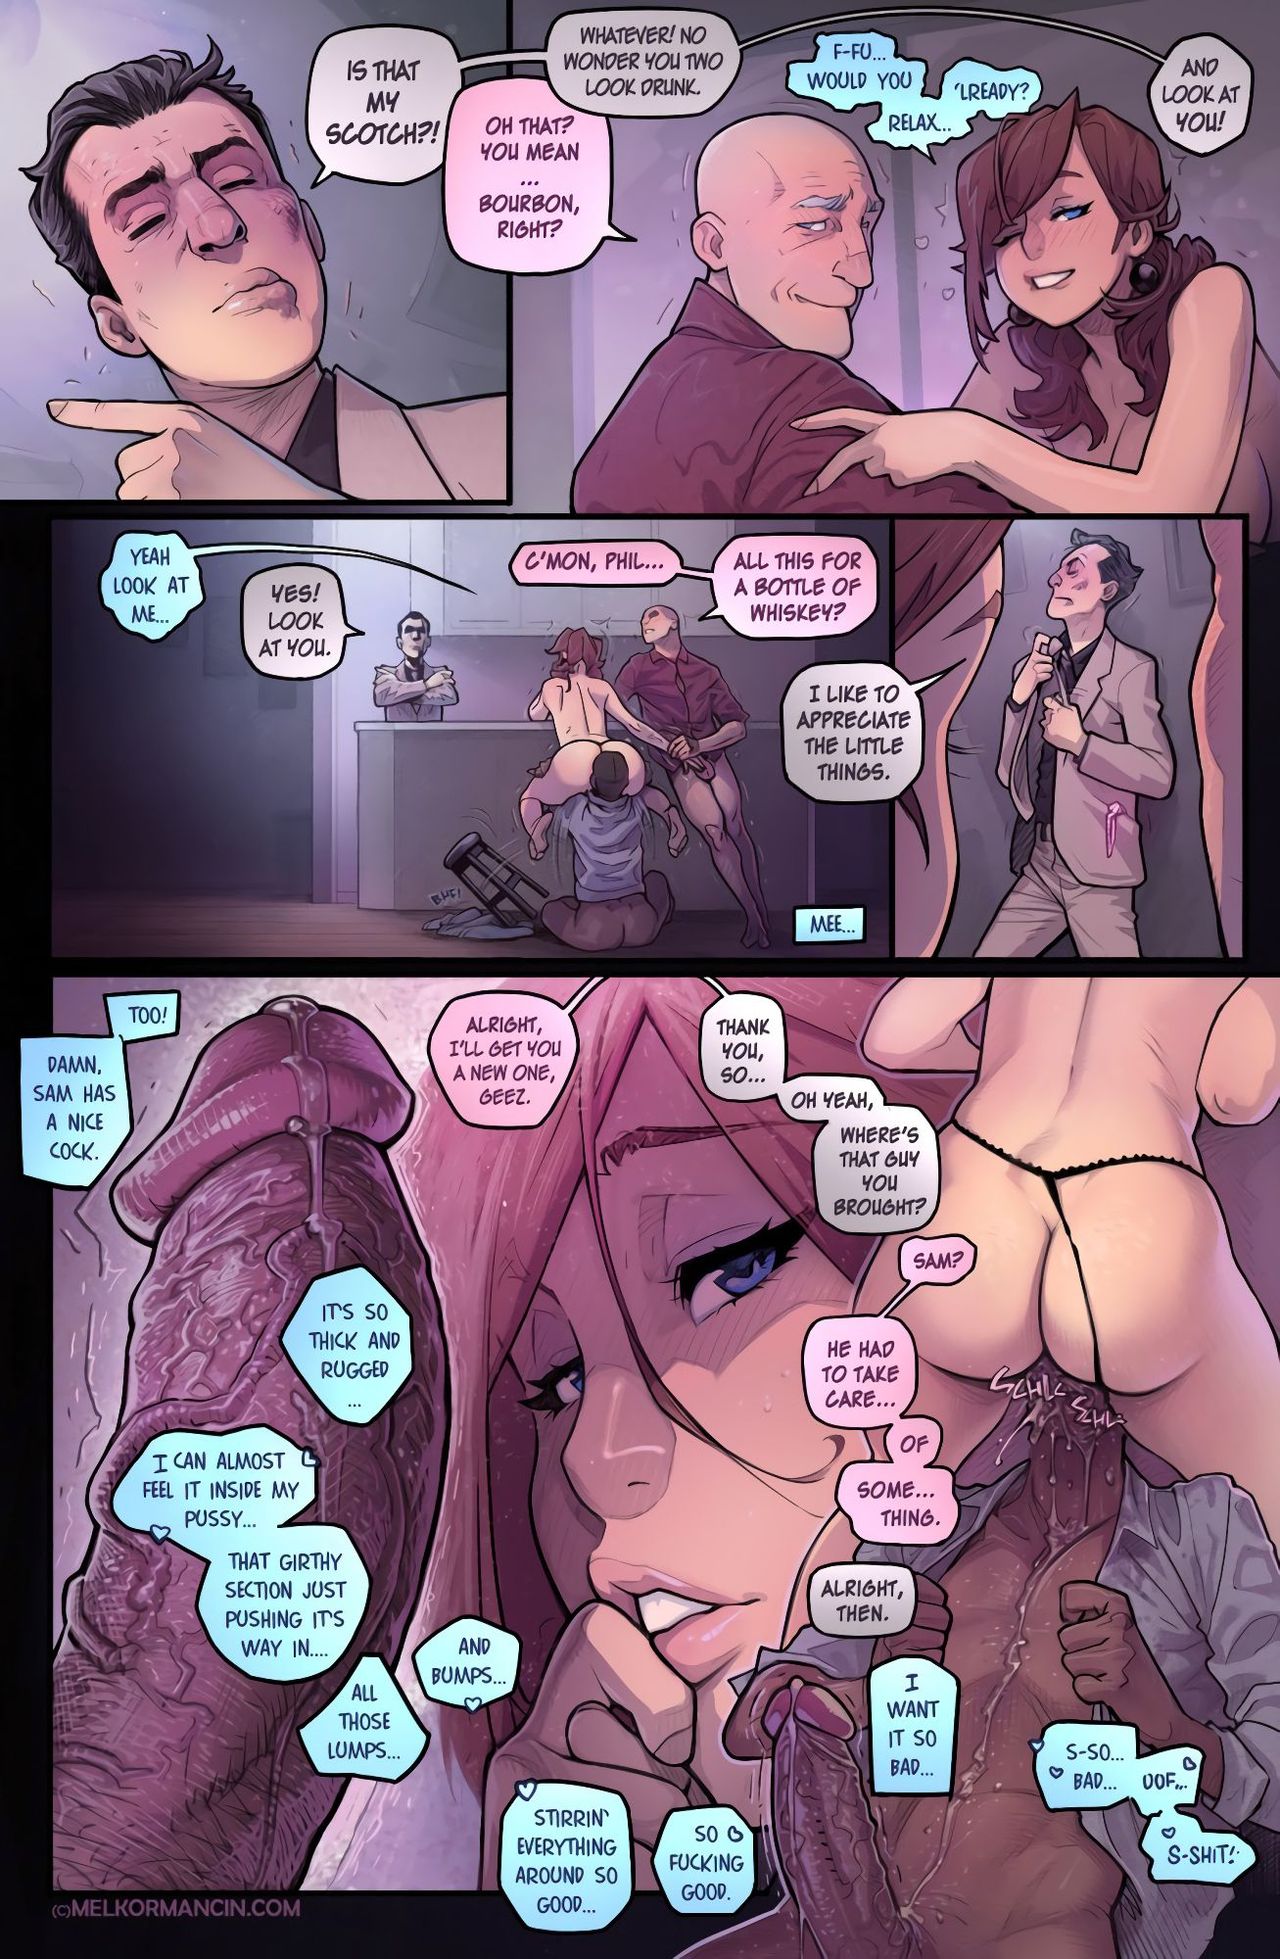 IS THAT
MY
SCOTCH?!
WHATEVER! NO
WONDER YOU TWO
LOOK DRUNK.
OH THAT?
YOU MEAN
...
BOURBON,
RIGHT?
F-FU...
WOULD YOU
RELAX...
'LREADY?
AND
LOOK AT
YOU!
YEAH
LOOK AT
ME...
YES!
LOOK
AT YOU.
C'MON, PHIL...
ALL THIS FOR
A BOTTLE OF
WHISKEY?
I LIKE TO
APPRECIATE
THE LITTLE
THINGS.
MEE...
TOO!
DAMN,
SAM HAS
A NICE
COCK.
ALRIGHT,
I'LL GET YOU
A NEW ONE,
GEEZ.
THANK
YOU,
SO...
OH YEAH,
WHERE'S
THAT GUY
YOU
BROUGHT?
SAM?
HE HAD
TO TAKE
CARE...
OF
SOME...
THING.
ALRIGHT,
THEN.
IT'S SO
THICK AND
RUGGED
...
I CAN ALMOST
FEEL IT INSIDE MY
PUSSY...
THAT GIRTHY
SECTION JUST
PUSHING IT'S
WAY IN....
ALL
THOSE
LUMPS...
AND
BUMPS...
STIRRIN'
EVERYTHING
AROUND SO
GOOD...
SO
FUCKING
GOOD.
I
WANT
IT SO
BAD...
S-SO...
BAD...
OOF...
S-SHIT!
SCHLC
(C)MELKORMANCIN.COM